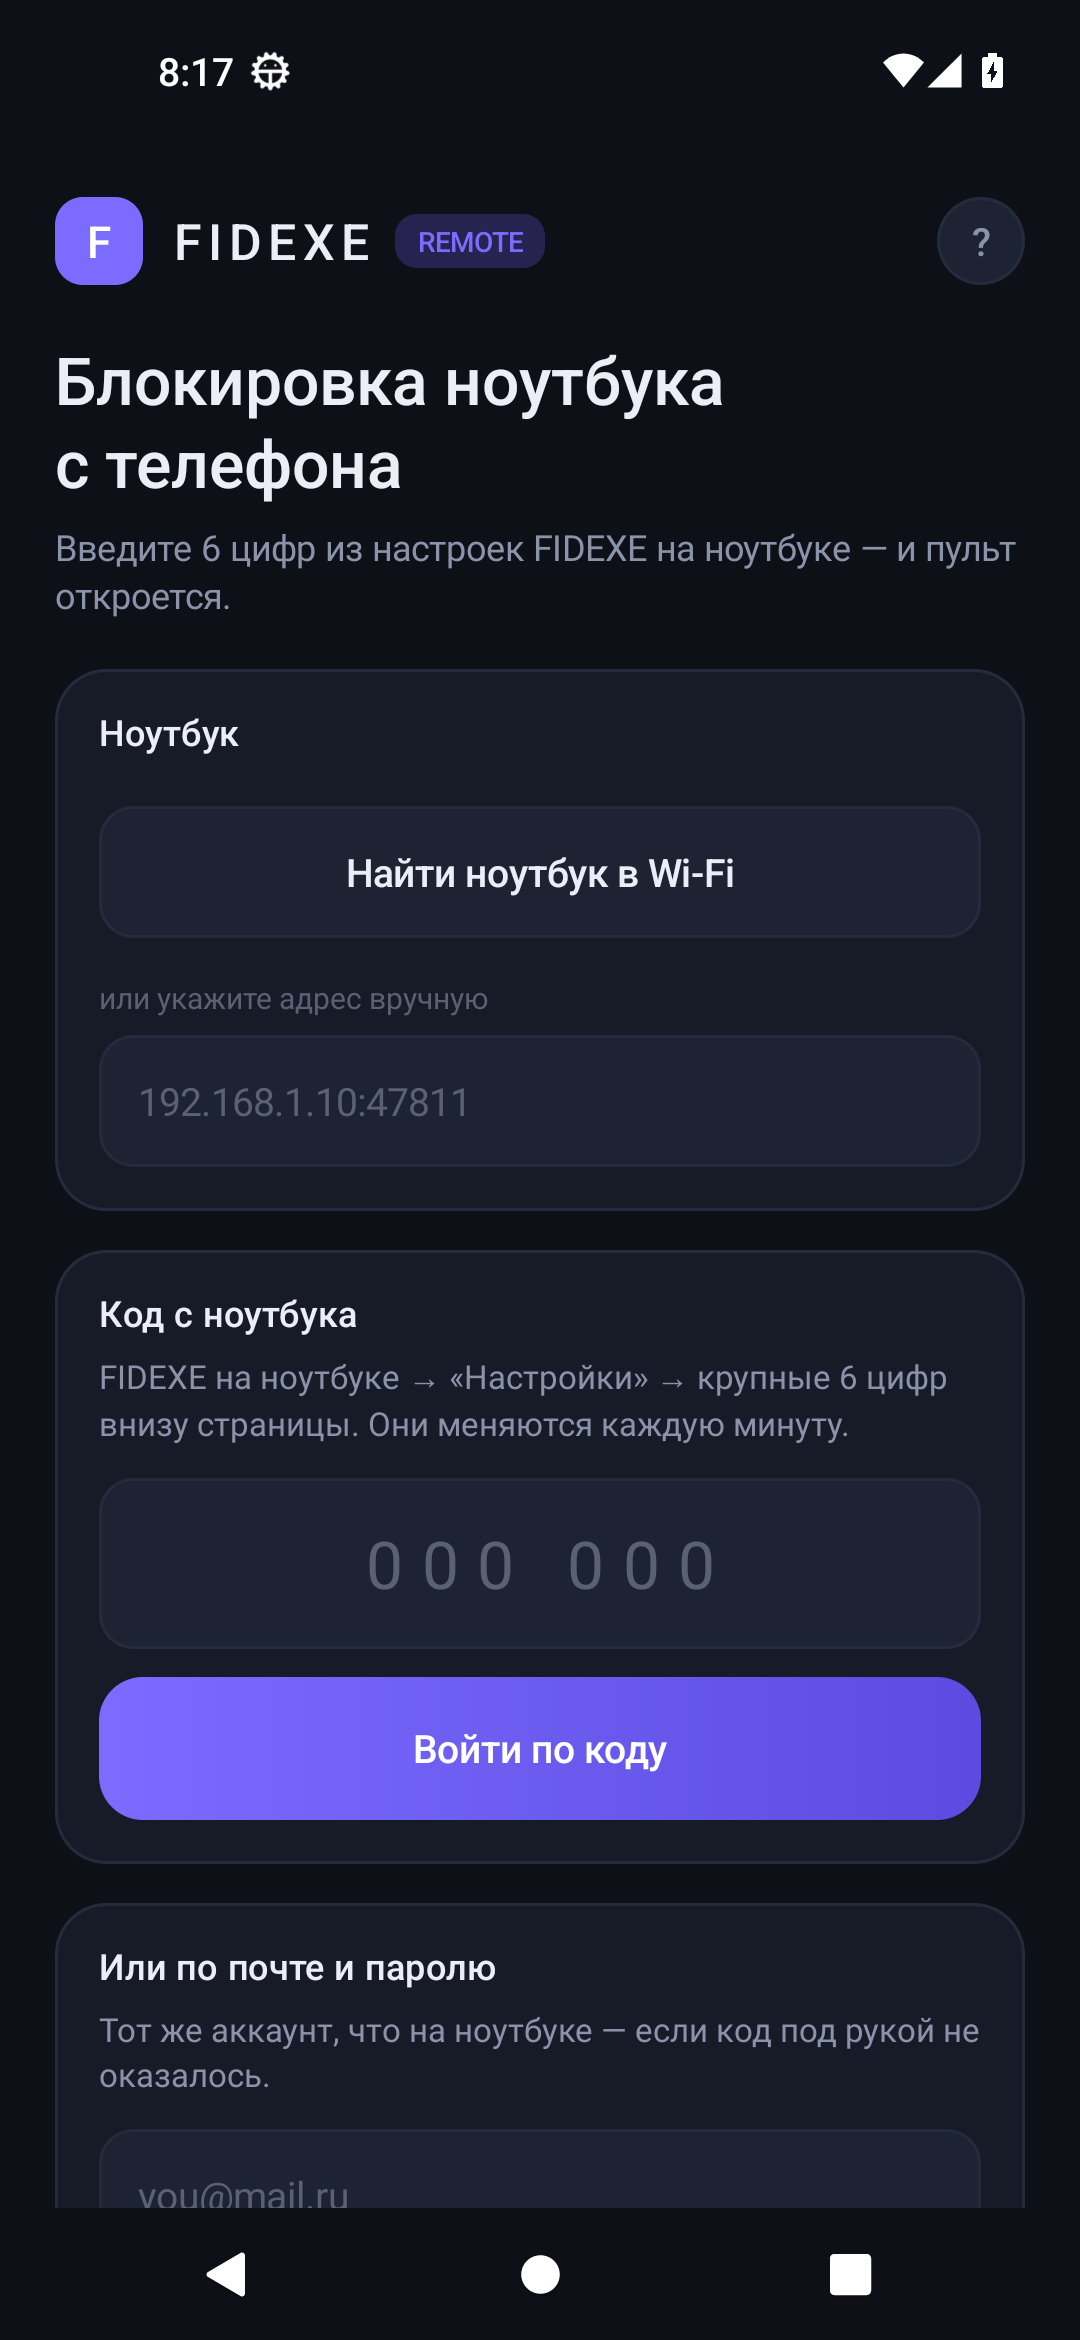 8:17
F FIDEXE REMOTE ?
Блокировка ноутбука
с телефона
Введите 6 цифр из настроек FIDEXE на ноутбуке — и пульт
откроется.
Ноутбук
Найти ноутбук в Wi-Fi
или укажите адрес вручную
192.168.1.10:47811
Код с ноутбука
FIDEXE на ноутбуке → «Настройки» → крупные 6 цифр
внизу страницы. Они меняются каждую минуту.
000 000
Войти по коду
Или по почте и паролю
Тот же аккаунт, что на ноутбуке — если код под рукой не
оказалось.
you@mail.ru